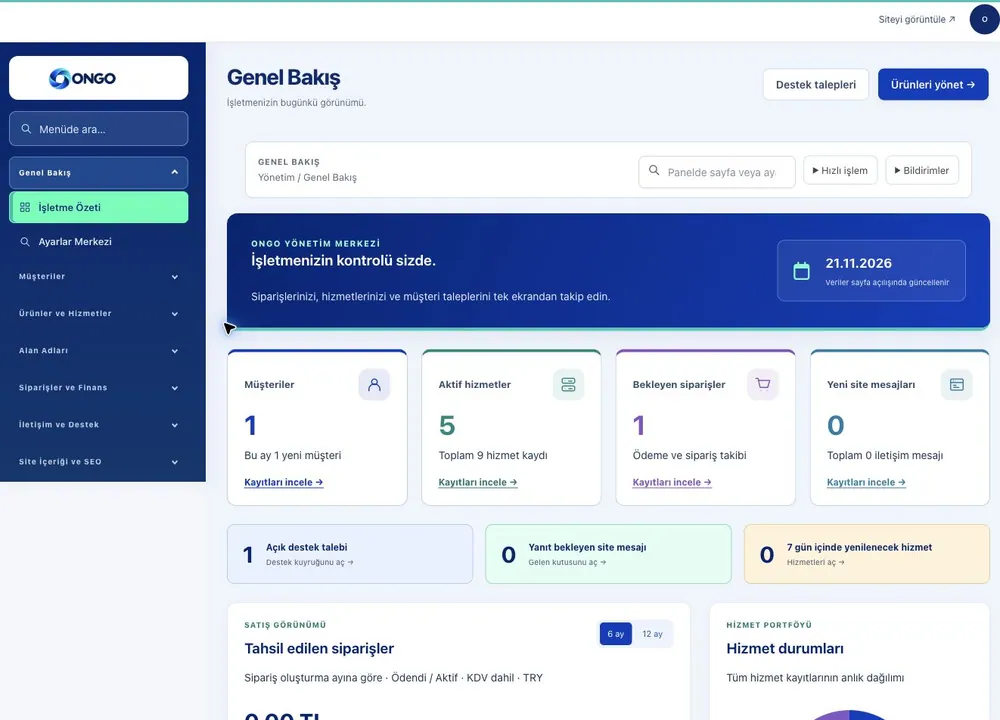 Siteyi görüntüle ↗
O
ONGO
Menüde ara...
Genel Bakış
İşletme Özeti
Ayarlar Merkezi
Müşteriler
Ürünler ve Hizmetler
Alan Adları
Siparişler ve Finans
İletişim ve Destek
Site İçeriği ve SEO
Genel Bakış
İşletmenizin bugünkü görünümü.
Destek talepleri
Ürünleri yönet →
GENEL BAKIŞ
Yönetim / Genel Bakış
Panelde sayfa veya ay
Hızlı işlem
Bildirimler
ONGO YÖNETİM MERKEZİ
İşletmenizin kontrolü sizde.
Siparişlerinizi, hizmetlerinizi ve müşteri taleplerini tek ekrandan takip edin.
21.11.2026
Veriler sayfa açılışında güncellenir
Müşteriler
1
Bu ay 1 yeni müşteri
Kayıtları incele →
Aktif hizmetler
5
Toplam 9 hizmet kaydı
Kayıtları incele →
Bekleyen siparişler
1
Ödeme ve sipariş takibi
Kayıtları incele →
Yeni site mesajları
0
Toplam 0 iletişim mesajı
Kayıtları incele →
1
Açık destek talebi
Destek kuyruğunu aç →
0
Yanıt bekleyen site mesajı
Gelen kutusunu aç →
0
7 gün içinde yenilenecek hizmet
Hizmetleri aç →
SATIŞ GÖRÜNÜMÜ
Tahsil edilen siparişler
6 ay
12 ay
Sipariş oluşturma ayına göre · Ödendi / Aktif · KDV dahil · TRY
0,00 TL
HİZMET PORTFÖYÜ
Hizmet durumları
Tüm hizmet kayıtlarının anlık dağılımı